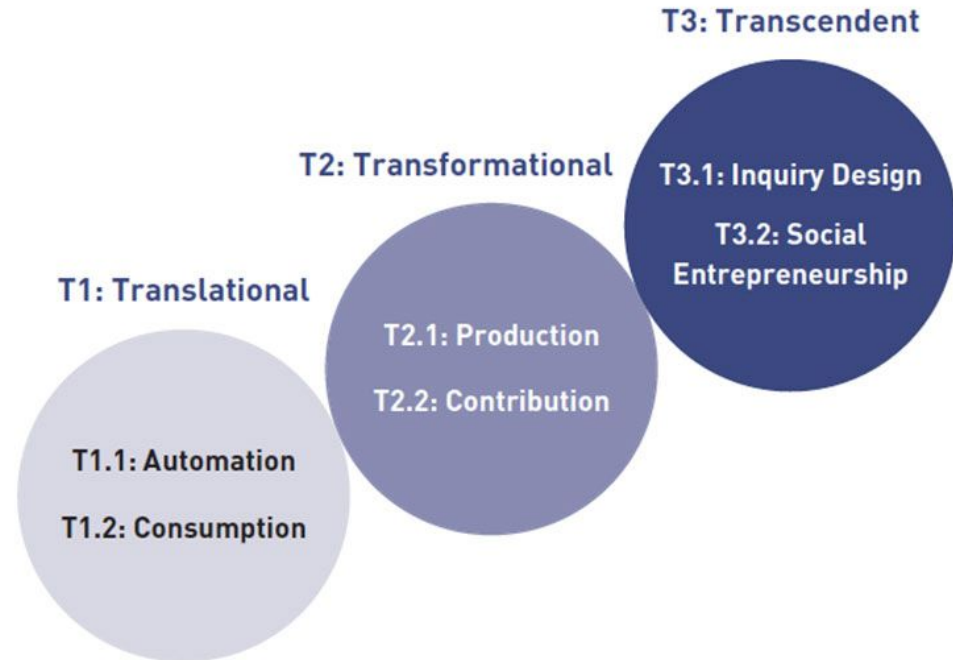 T3: Transcendent
T3.1: Inquiry Design
T3.2: Social
Entrepreneurship
T2: Transformational
T2.1: Production
T2.2: Contribution
T1: Translational
T1.1: Automation
T1.2: Consumption